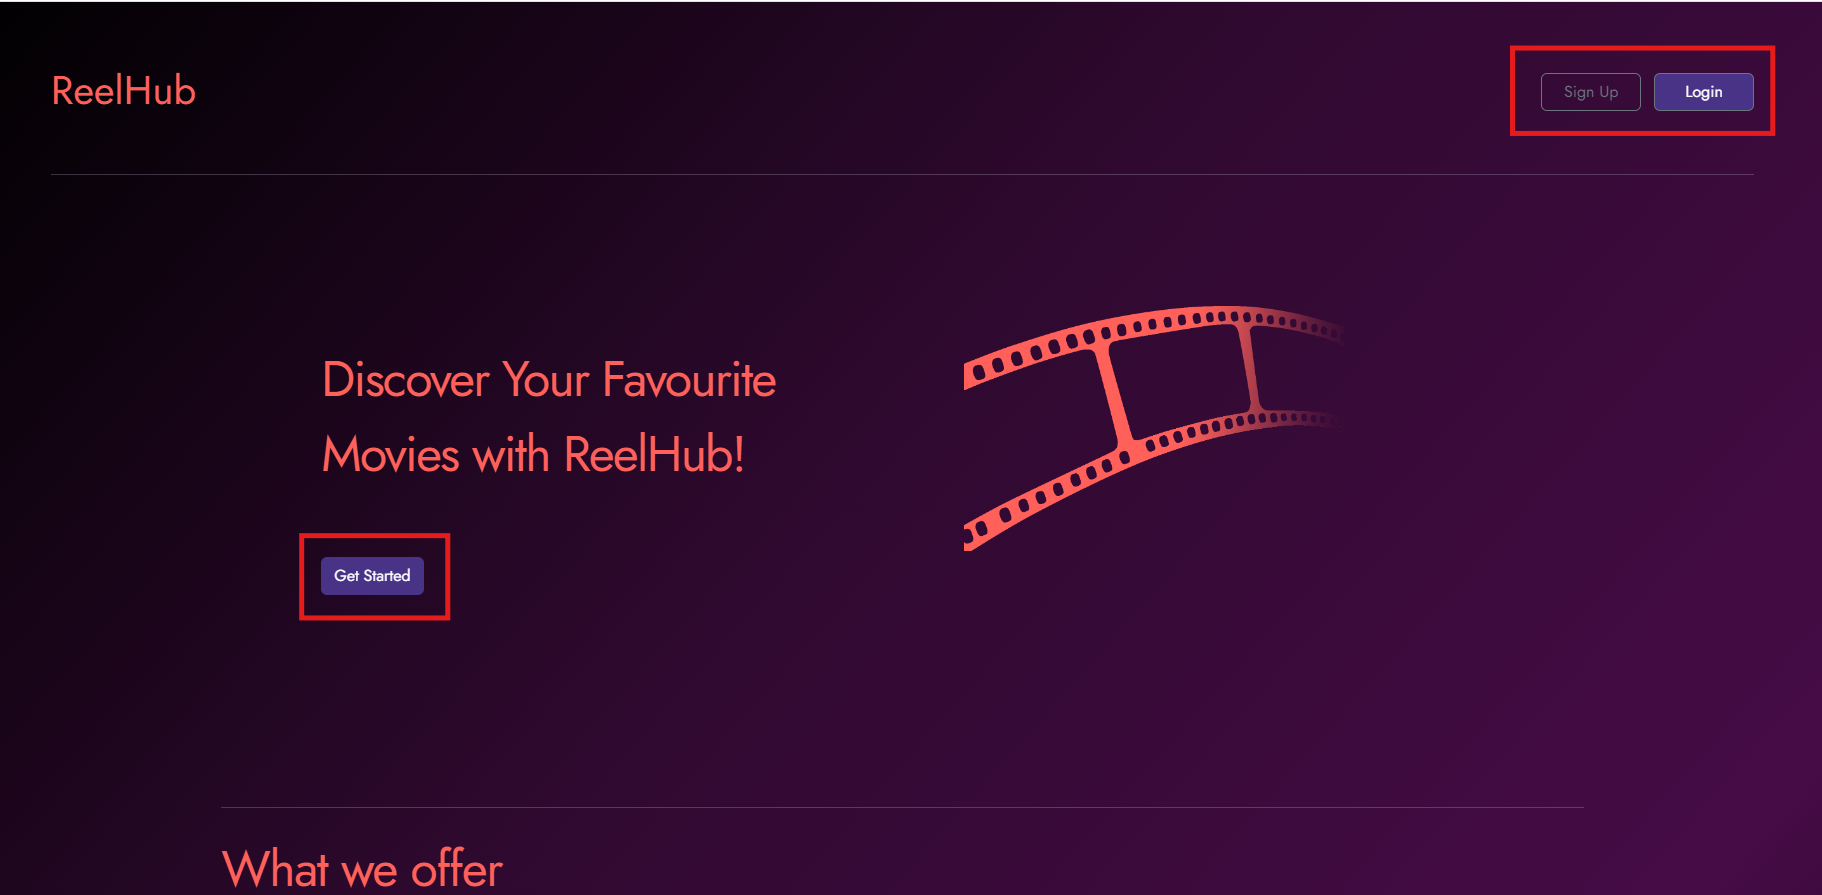 ReelHub
Sign Up
Login
Discover Your Favourite
Movies with ReelHub!
Get Started
What we offer